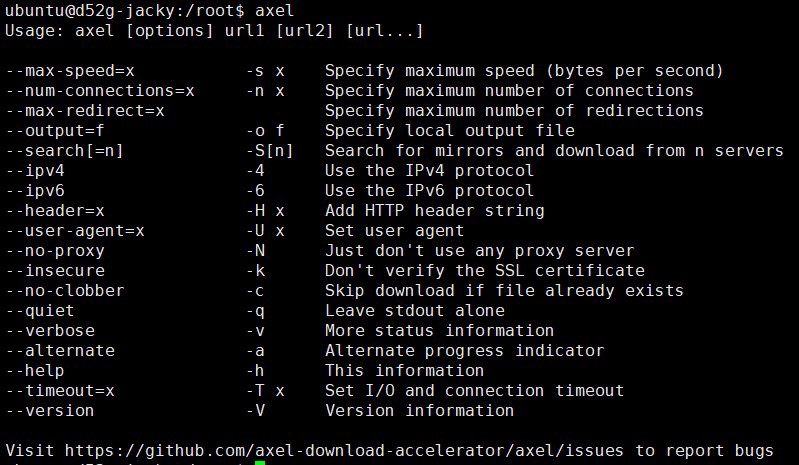 ubuntu@d52g-jacky:/root$ axel
Usage: axel [options] url1 [url2] [url...]

--max-speed=x           -s x    Specify maximum speed (bytes per second)
--num-connections=x     -n x    Specify maximum number of connections
--max-redirect=x                Specify maximum number of redirections
--output=f              -o f    Specify local output file
--search[=n]            -S[n]   Search for mirrors and download from n servers
--ipv4                  -4      Use the IPv4 protocol
--ipv6                  -6      Use the IPv6 protocol
--header=x              -H x    Add HTTP header string
--user-agent=x          -U x    Set user agent
--no-proxy              -N      Just don't use any proxy server
--insecure              -k      Don't verify the SSL certificate
--no-clobber            -c      Skip download if file already exists
--quiet                 -q      Leave stdout alone
--verbose               -v      More status information
--alternate             -a      Alternate progress indicator
--help                  -h      This information
--timeout=x             -T x    Set I/O and connection timeout
--version               -V      Version information

Visit https://github.com/axel-download-accelerator/axel/issues to report bugs